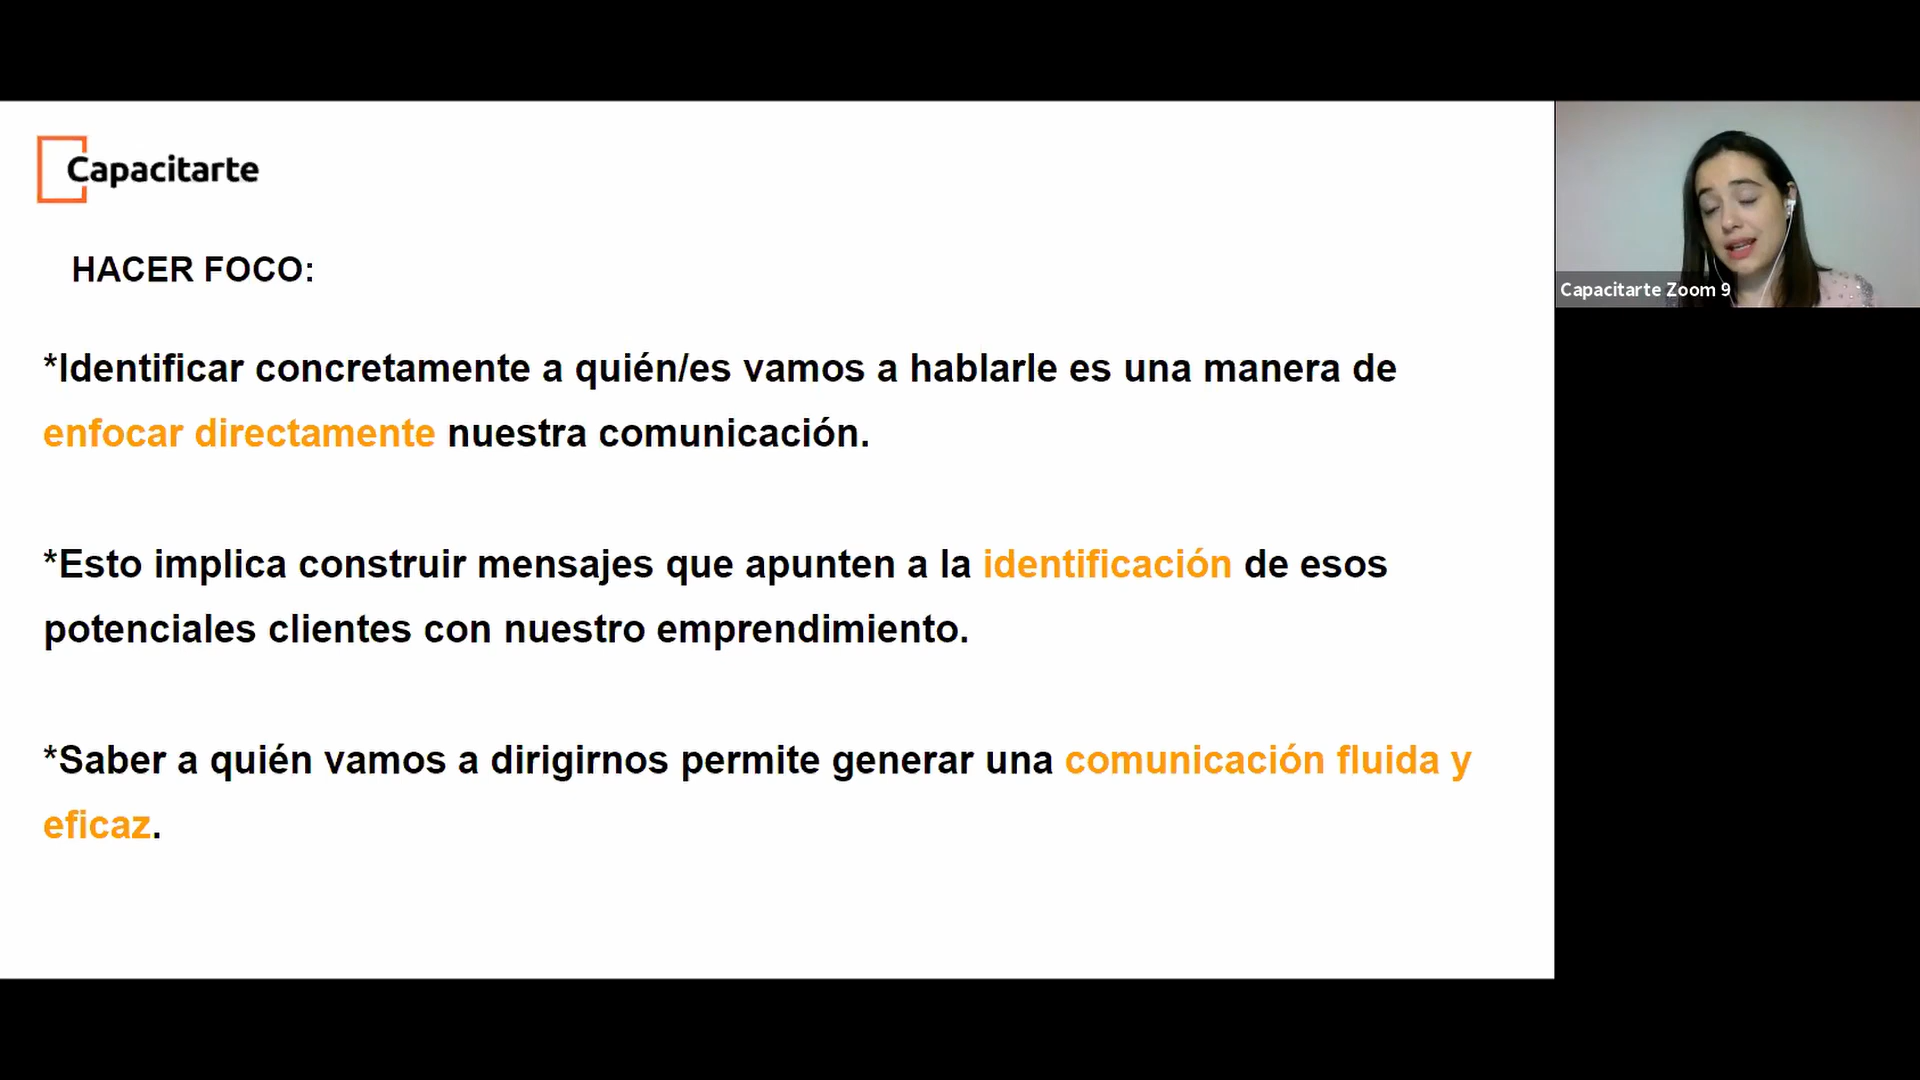 Capacitarte
HACER FOCO:
*Identificar concretamente a quién/es vamos a hablarle es una manera de
enfocar directamente nuestra comunicación.
*Esto implica construir mensajes que apunten a la identificación de esos
potenciales clientes con nuestro emprendimiento.
*Saber a quién vamos a dirigirnos permite generar una comunicación fluida y
eficaz.
Capacitarte Zoom 9